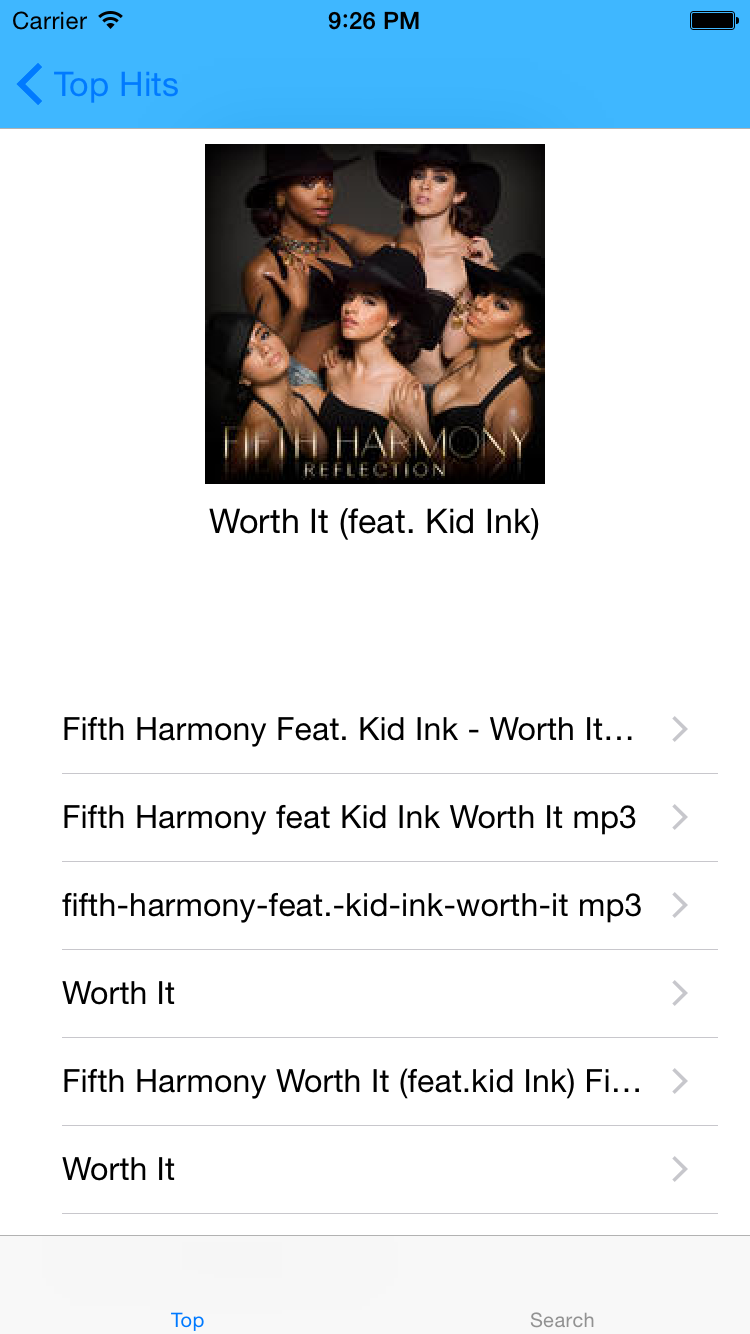 Carrier 9:26 PM
Top Hits
FIFTH HARMONY
REFLECTION
Worth It (feat. Kid Ink)
Fifth Harmony Feat. Kid Ink - Worth It...
Fifth Harmony feat Kid Ink Worth It mp3
fifth-harmony-feat.-kid-ink-worth-it mp3
Worth It
Fifth Harmony Worth It (feat.kid Ink) Fi...
Worth It
Top Search